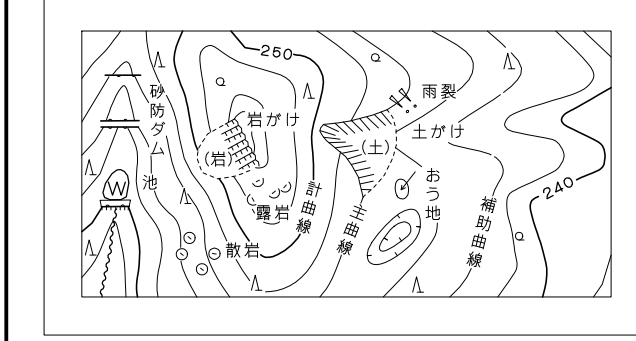 250
砂防ダム
岩がけ
雨裂
(岩)
(土)
土がけ
池
W
おう地
計曲線
主曲線
補助曲線
240
露岩
散岩